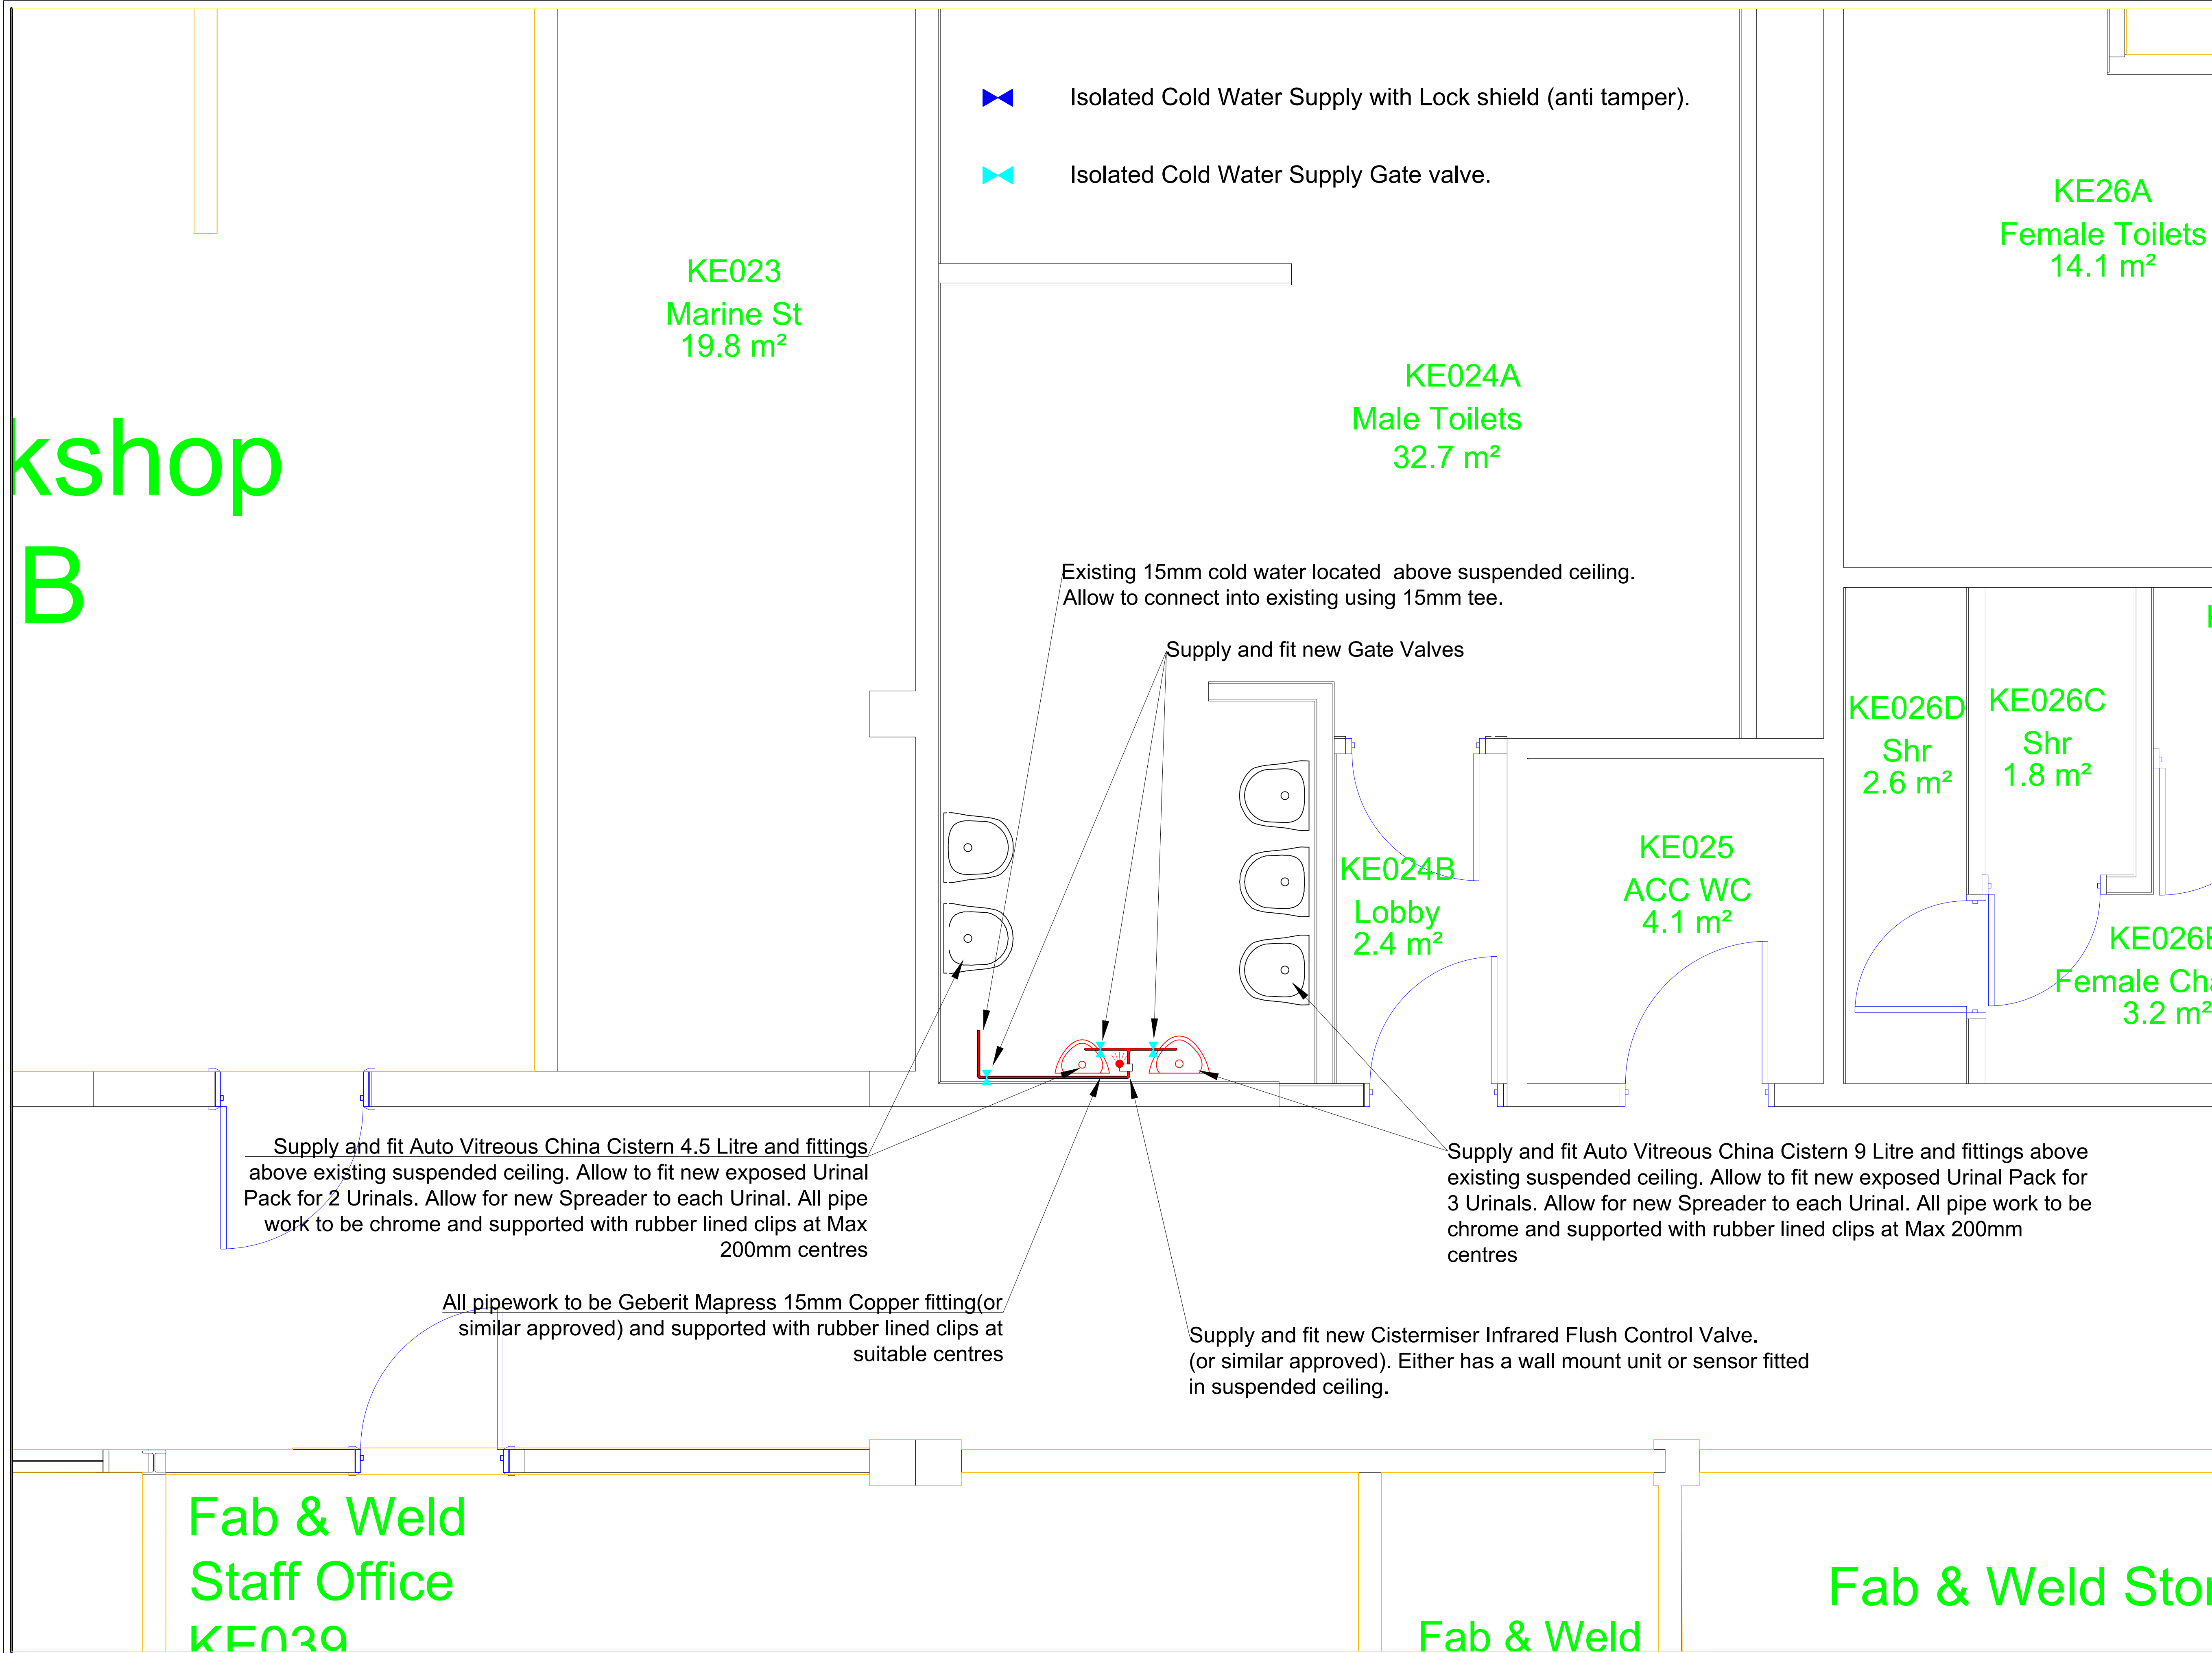 Isolated Cold Water Supply with Lock shield (anti tamper).
Isolated Cold Water Supply Gate valve.
KE26A
Female Toilets
14.1 m²
KE023
Marine St
19.8 m²
KE024A
Male Toilets
32.7 m²
kshop
B
Existing 15mm cold water located  above suspended ceiling.
Allow to connect into existing using 15mm tee.
Supply and fit new Gate Valves
KE026D
Shr
2.6 m²
KE026C
Shr
1.8 m²
KE024B
Lobby
2.4 m²
KE025
ACC WC
4.1 m²
KE026B
Female Cha
3.2 m²
Supply and fit Auto Vitreous China Cistern 4.5 Litre and fittings
above existing suspended ceiling. Allow to fit new exposed Urinal
Pack for 2 Urinals. Allow for new Spreader to each Urinal. All pipe
work to be chrome and supported with rubber lined clips at Max
200mm centres
Supply and fit Auto Vitreous China Cistern 9 Litre and fittings above
existing suspended ceiling. Allow to fit new exposed Urinal Pack for
3 Urinals. Allow for new Spreader to each Urinal. All pipe work to be
chrome and supported with rubber lined clips at Max 200mm
centres
All pipework to be Geberit Mapress 15mm Copper fitting(or
similar approved) and supported with rubber lined clips at
suitable centres
Supply and fit new Cistermiser Infrared Flush Control Valve.
(or similar approved). Either has a wall mount unit or sensor fitted
in suspended ceiling.
Fab & Weld
Staff Office
KE039
Fab & Weld
Fab & Weld Stor